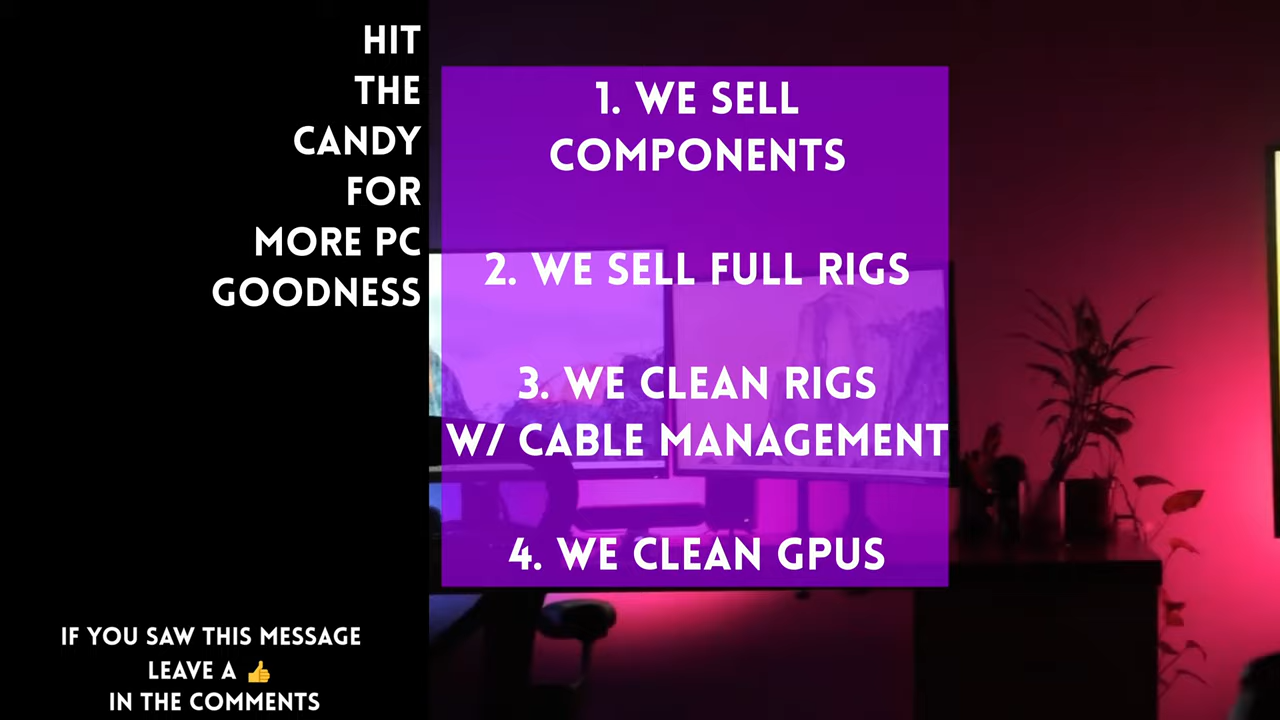 HIT
THE
CANDY
FOR
MORE PC
GOODNESS
1. WE SELL
COMPONENTS
2. WE SELL FULL RIGS
3. WE CLEAN RIGS
W/ CABLE MANAGEMENT
4. WE CLEAN GPUS
IF YOU SAW THIS MESSAGE
LEAVE A 👍
IN THE COMMENTS